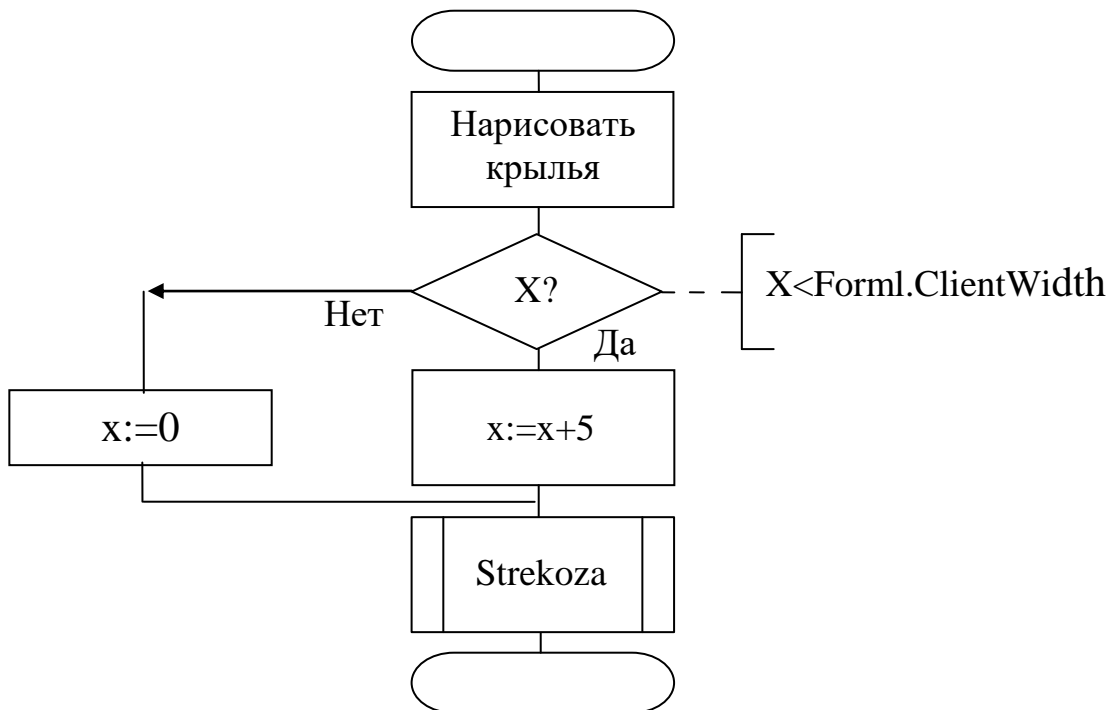 Нарисовать
крылья
X?
X<Forml.ClientWidth
Нет
Да
x:=0
x:=x+5
Strekoza